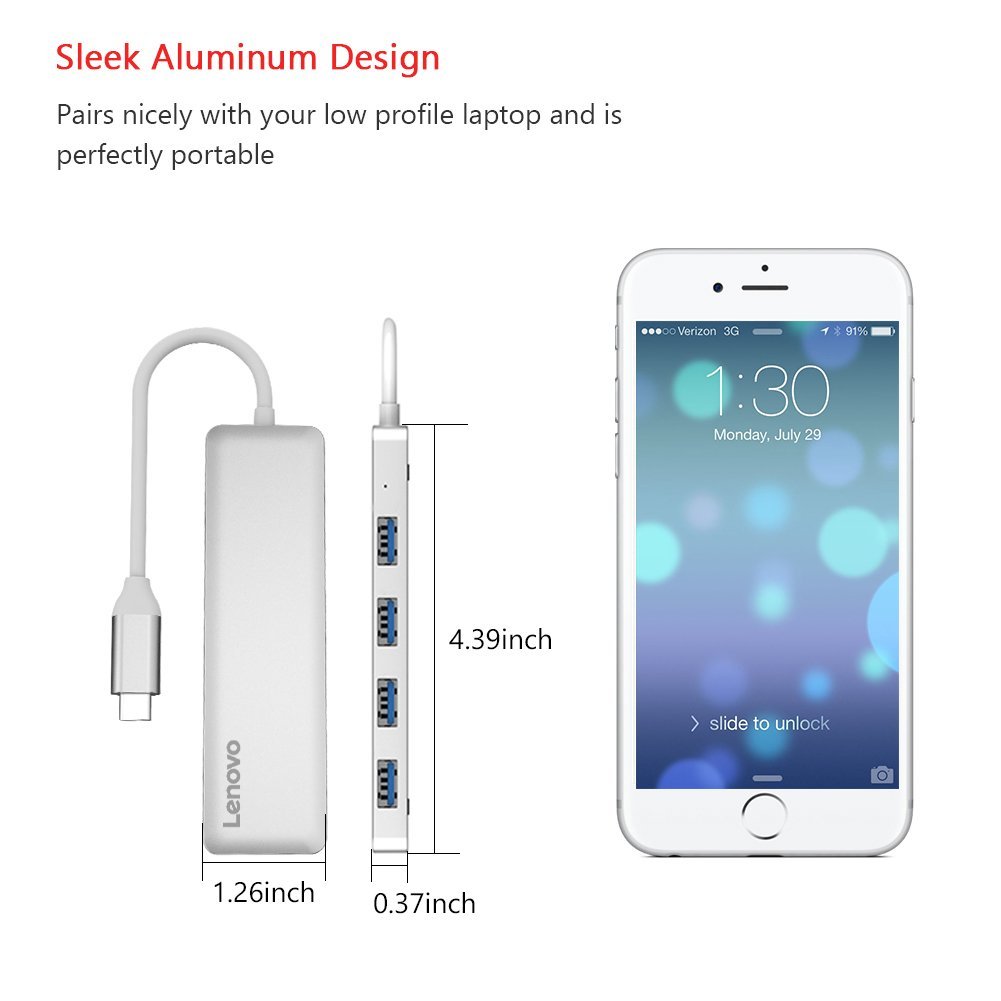 Sleek Aluminum Design
Pairs nicely with your low profile laptop and is
perfectly portable
Verizon 3G
91%
1:30
Monday, July 29
slide to unlock
4.39inch
Lenovo
1.26inch
0.37inch